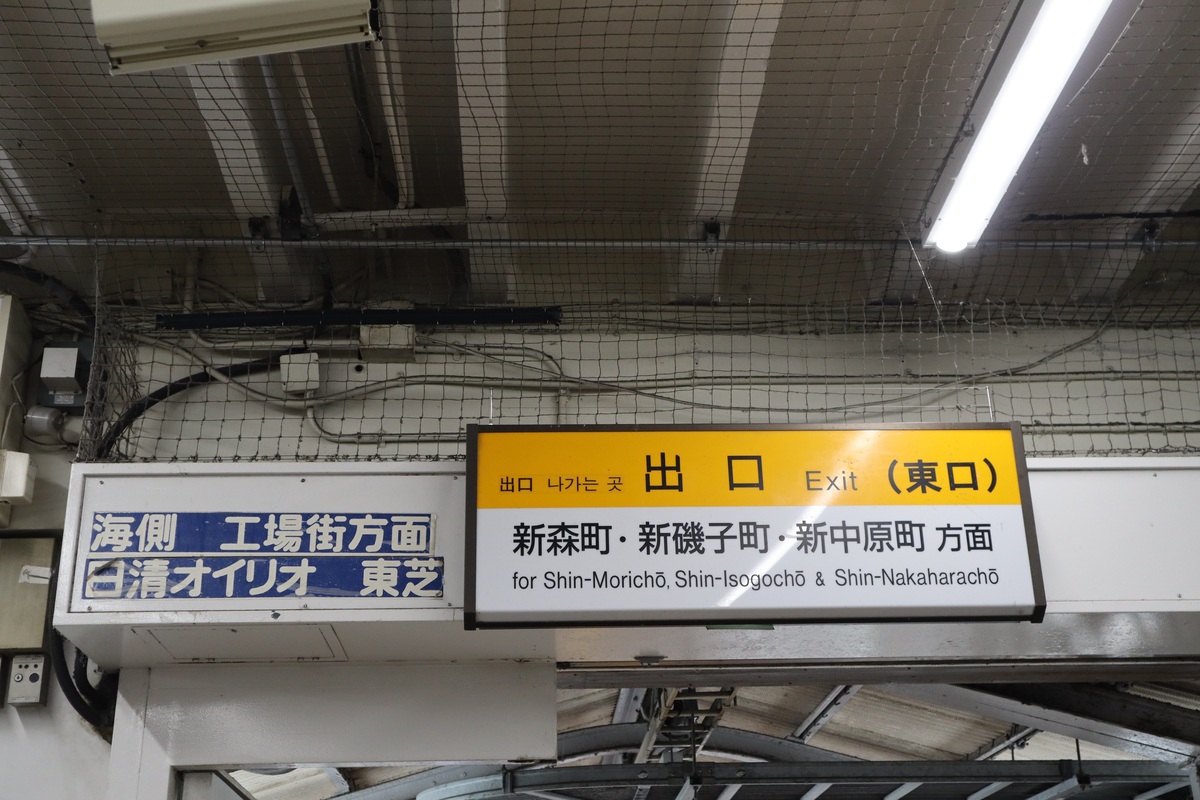 海側　工場街方面
日清オイリオ　東芝
出口 나가는 곳 出 口 Exit （東口）
新森町・新磯子町・新中原町 方面
for Shin-Morichō, Shin-Isogochō & Shin-Nakaharachō